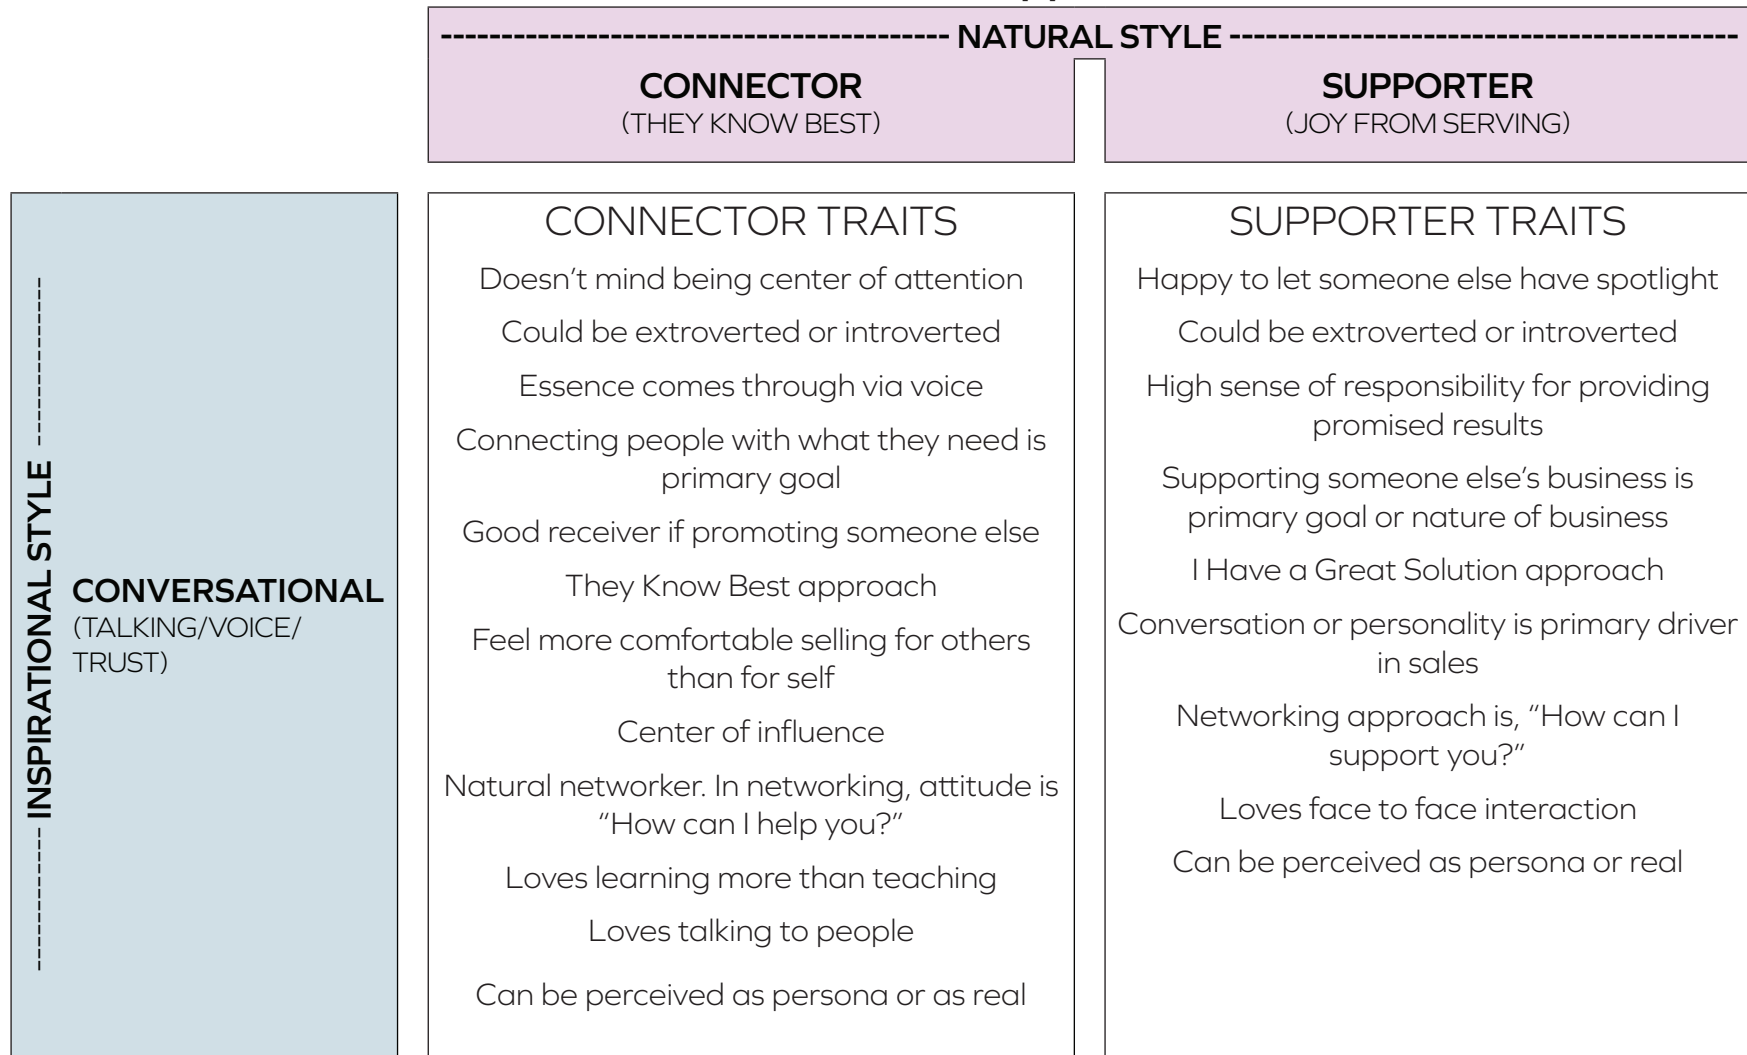 ---------- NATURAL STYLE ----------
CONNECTOR
(THEY KNOW BEST)
SUPPORTER
(JOY FROM SERVING)
---------- INSPIRATIONAL STYLE ----------
CONVERSATIONAL
(TALKING/VOICE/
TRUST)
CONNECTOR TRAITS
Doesn’t mind being center of attention
Could be extroverted or introverted
Essence comes through via voice
Connecting people with what they need is
primary goal
Good receiver if promoting someone else
They Know Best approach
Feel more comfortable selling for others
than for self
Center of influence
Natural networker. In networking, attitude is
“How can I help you?”
Loves learning more than teaching
Loves talking to people
Can be perceived as persona or as real
SUPPORTER TRAITS
Happy to let someone else have spotlight
Could be extroverted or introverted
High sense of responsibility for providing
promised results
Supporting someone else’s business is
primary goal or nature of business
I Have a Great Solution approach
Conversation or personality is primary driver
in sales
Networking approach is, “How can I
support you?”
Loves face to face interaction
Can be perceived as persona or real